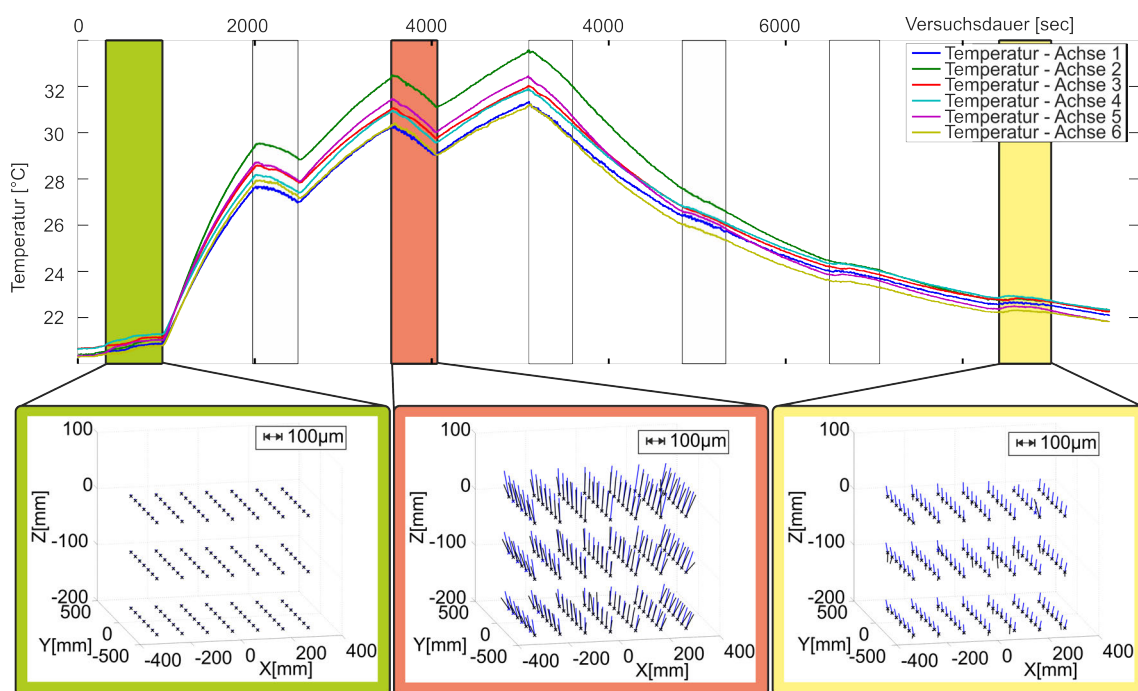 0 2000 4000 4000 6000 Versuchsdauer [sec]
Temperatur - Achse 1
Temperatur - Achse 2
Temperatur - Achse 3
Temperatur - Achse 4
Temperatur - Achse 5
Temperatur - Achse 6
Temperatur [°C]
32
30
28
26
24
22
100µm
100
0
-100
-200
Z[mm]
500
0
-500
Y[mm]
-400
-200
0
200
400
X[mm]
100µm
100
0
-100
-200
Z[mm]
500
0
-500
Y[mm]
-400
-200
0
200
400
X[mm]
100µm
100
0
-100
-200
Z[mm]
500
0
-500
Y[mm]
-400
-200
0
200
400
X[mm]